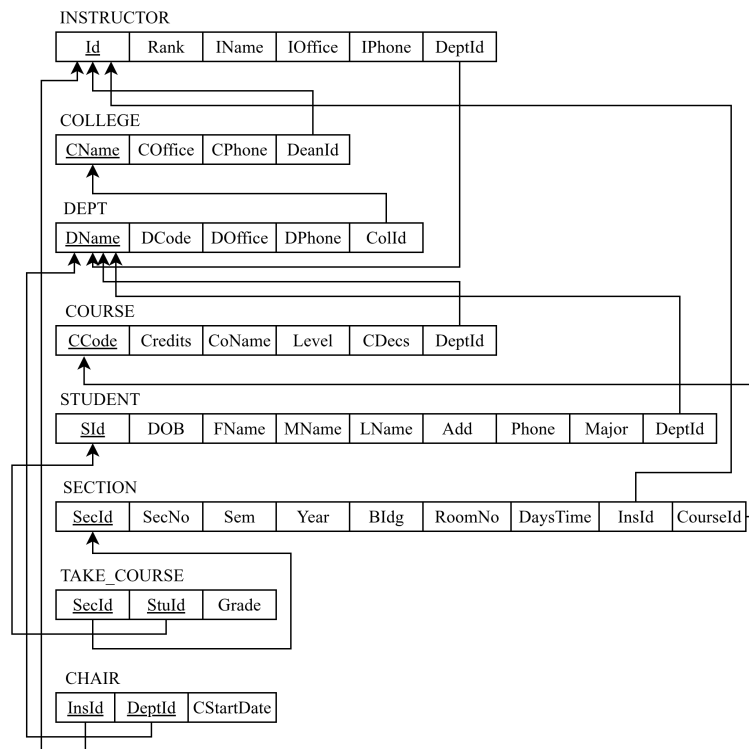 INSTRUCTOR
Id Rank IName IOffice IPhone DeptId
COLLEGE
CName COffice CPhone DeanId
DEPT
DName DCode DOffice DPhone ColId
COURSE
CCode Credits CoName Level CDecs DeptId
STUDENT
SId DOB FName MName LName Add Phone Major DeptId
SECTION
SecId SecNo Sem Year BIdg RoomNo DaysTime InsId CourseId
TAKE_COURSE
SecId StuId Grade
CHAIR
InsId DeptId CStartDate